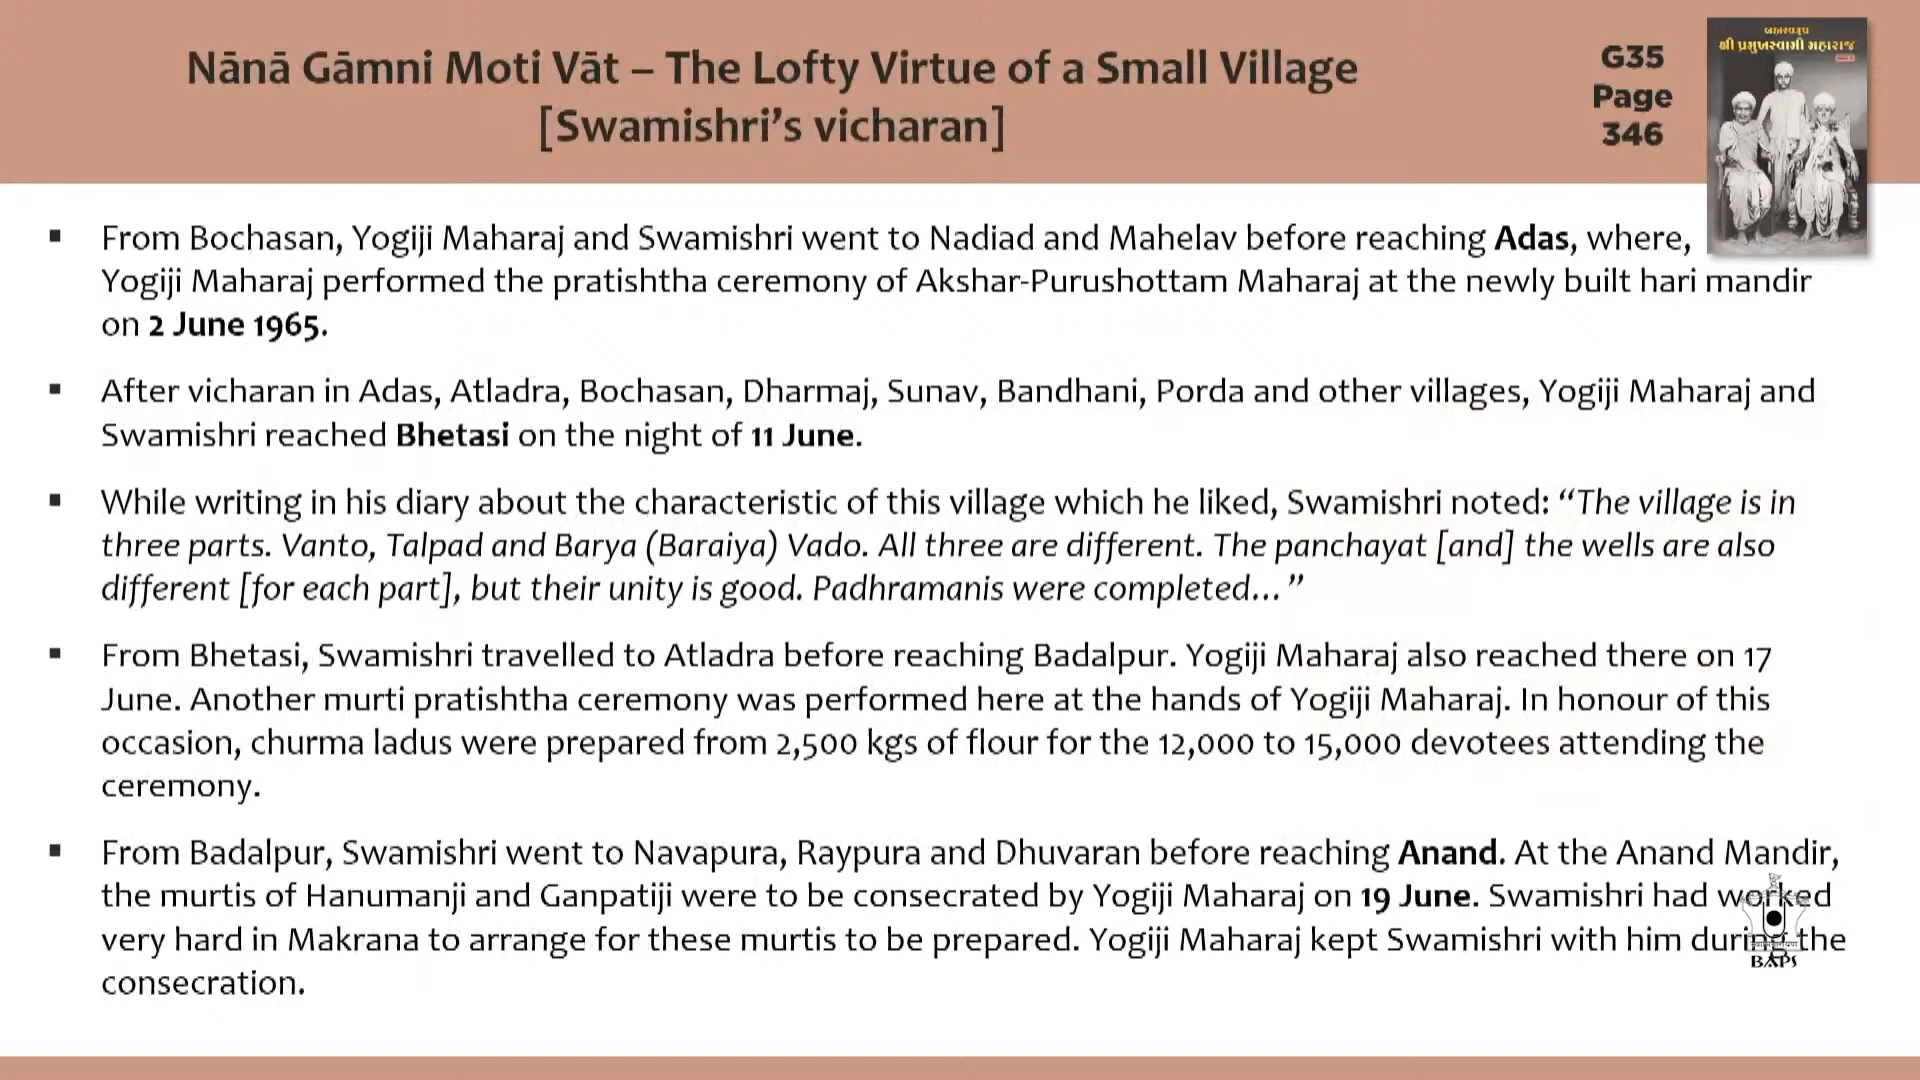 Nānā Gāmni Moti Vāt – The Lofty Virtue of a Small Village
[Swamishri’s vicharan]
G35
Page
346
બ્રહ્મસ્વરૂપ
શ્રી પ્રમુખસ્વામી મહારાજ
▪ From Bochasan, Yogiji Maharaj and Swamishri went to Nadiad and Mahelav before reaching Adas, where,
Yogiji Maharaj performed the pratishtha ceremony of Akshar-Purushottam Maharaj at the newly built hari mandir
on 2 June 1965.
▪ After vicharan in Adas, Atladra, Bochasan, Dharmaj, Sunav, Bandhani, Porda and other villages, Yogiji Maharaj and
Swamishri reached Bhetasi on the night of 11 June.
▪ While writing in his diary about the characteristic of this village which he liked, Swamishri noted: “The village is in
three parts. Vanto, Talpad and Barya (Baraiya) Vado. All three are different. The panchayat [and] the wells are also
different [for each part], but their unity is good. Padhramanis were completed…”
▪ From Bhetasi, Swamishri travelled to Atladra before reaching Badalpur. Yogiji Maharaj also reached there on 17
June. Another murti pratishtha ceremony was performed here at the hands of Yogiji Maharaj. In honour of this
occasion, churma ladus were prepared from 2,500 kgs of flour for the 12,000 to 15,000 devotees attending the
ceremony.
▪ From Badalpur, Swamishri went to Navapura, Raypura and Dhuvaran before reaching Anand. At the Anand Mandir,
the murtis of Hanumanji and Ganpatiji were to be consecrated by Yogiji Maharaj on 19 June. Swamishri had worked
very hard in Makrana to arrange for these murtis to be prepared. Yogiji Maharaj kept Swamishri with him during the
consecration.
BAPS